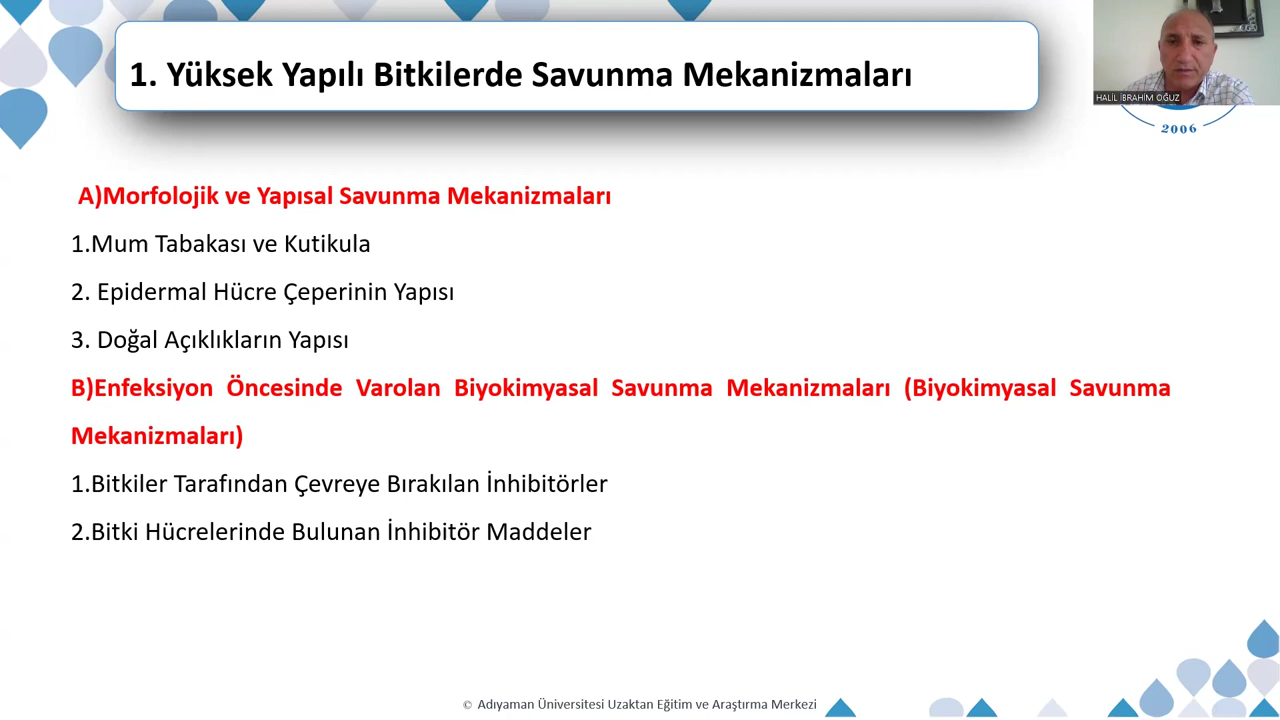 1. Yüksek Yapılı Bitkilerde Savunma Mekanizmaları
HALİL İBRAHİM OĞUZ
2006
A)Morfolojik ve Yapısal Savunma Mekanizmaları
1.Mum Tabakası ve Kutikula
2. Epidermal Hücre Çeperinin Yapısı
3. Doğal Açıklıkların Yapısı
B)Enfeksiyon Öncesinde Varolan Biyokimyasal Savunma Mekanizmaları (Biyokimyasal Savunma
Mekanizmaları)
1.Bitkiler Tarafından Çevreye Bırakılan İnhibitörler
2.Bitki Hücrelerinde Bulunan İnhibitör Maddeler
© Adıyaman Üniversitesi Uzaktan Eğitim ve Araştırma Merkezi